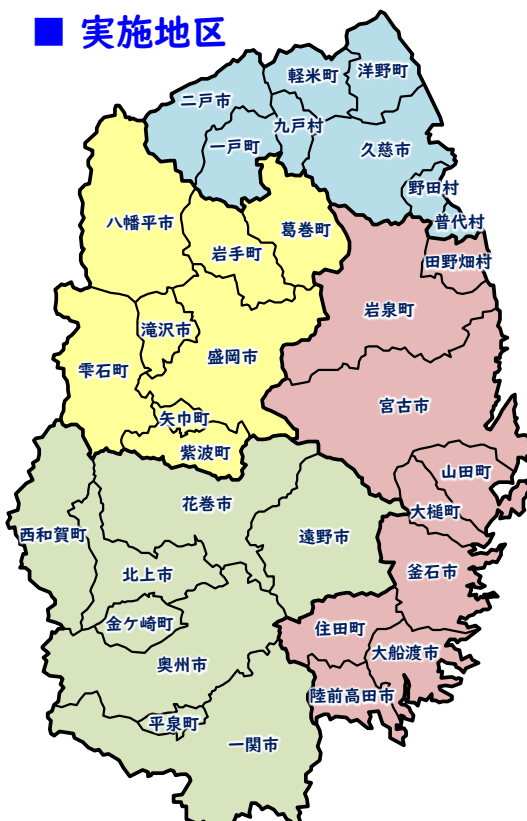 ■ 実施地区
軽米町
洋野町
二戸市
九戸村
一戸町
久慈市
野田村
普代村
八幡平市
葛巻町
岩手町
田野畑村
岩泉町
滝沢市
盛岡市
雫石町
宮古市
矢巾町
紫波町
山田町
花巻市
大槌町
西和賀町
遠野市
釜石市
北上市
金ケ崎町
住田町
大船渡市
奥州市
陸前高田市
平泉町
一関市